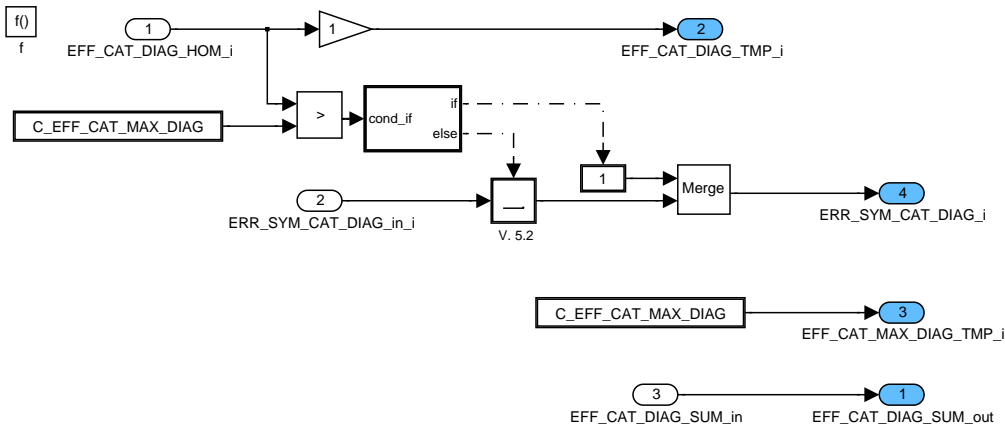 f()
f
1
EFF_CAT_DIAG_HOM_i
1
2
EFF_CAT_DIAG_TMP_i
C_EFF_CAT_MAX_DIAG
>
cond_if
if
else
1
Merge
2
ERR_SYM_CAT_DIAG_in_i
V. 5.2
4
ERR_SYM_CAT_DIAG_i
C_EFF_CAT_MAX_DIAG
3
EFF_CAT_MAX_DIAG_TMP_i
3
EFF_CAT_DIAG_SUM_in
1
EFF_CAT_DIAG_SUM_out